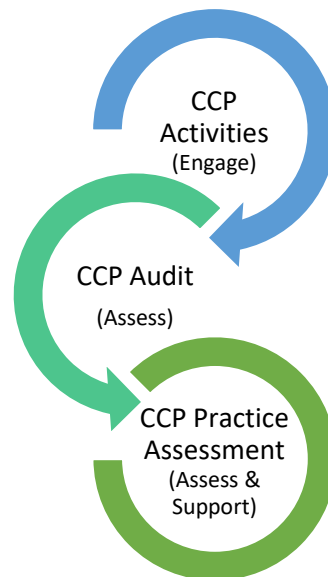 CCP
Activities
(Engage)
CCP Audit
(Assess)
CCP Practice
Assessment
(Assess &
Support)